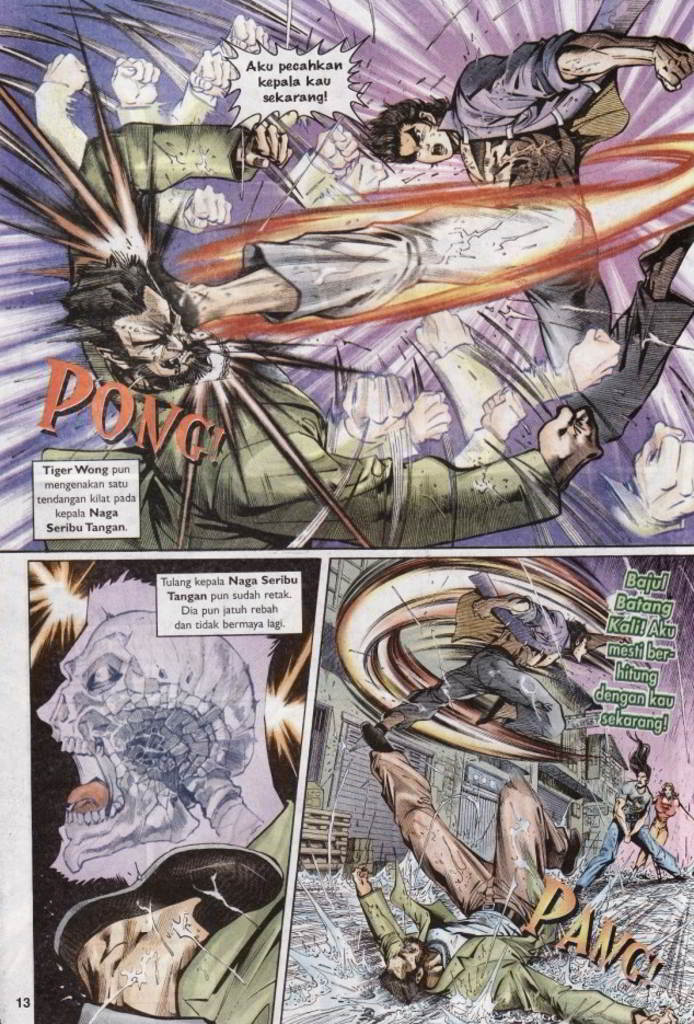 Aku pecahkan
kepala kau
sekarang!
PONG!
Tiger Wong pun
mengenakan satu
tendangan kilat pada
kepala Naga
Seribu Tangan.
Tulang kepala Naga Seribu
Tangan pun sudah retak.
Dia pun jatuh rebah
dan tidak bermaya lagi.
Bajul
Batang
Kali! Aku
mesti ber-
hitung
dengan kau
sekarang!
PANG!
13